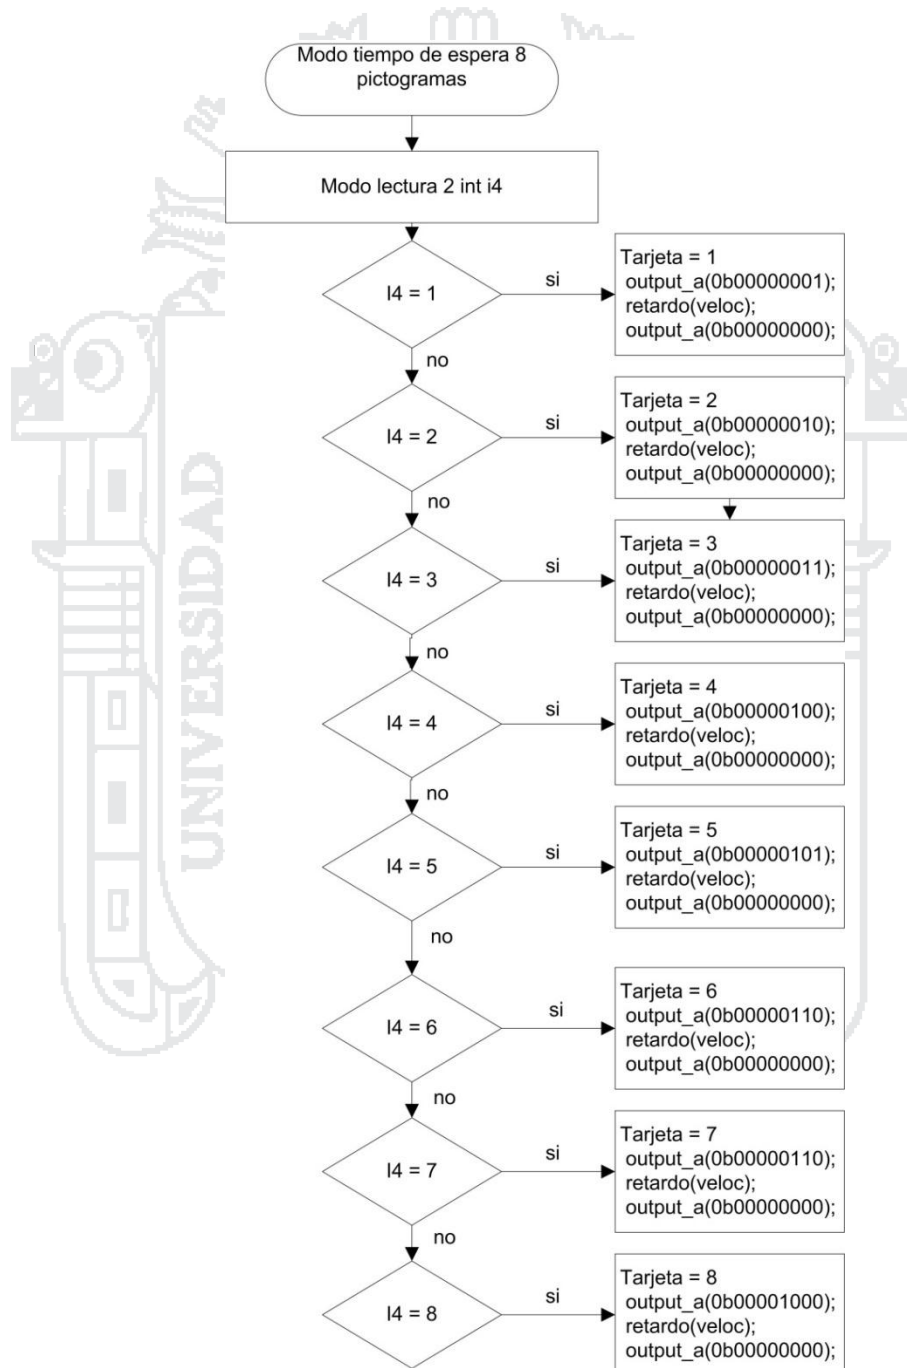 Modo tiempo de espera 8
pictogramas
Modo lectura 2 int i4
I4 = 1
si
Tarjeta = 1
output_a(0b00000001);
retardo(veloc);
output_a(0b00000000);
no
I4 = 2
si
Tarjeta = 2
output_a(0b00000010);
retardo(veloc);
output_a(0b00000000);
no
I4 = 3
si
Tarjeta = 3
output_a(0b00000011);
retardo(veloc);
output_a(0b00000000);
no
I4 = 4
si
Tarjeta = 4
output_a(0b00000100);
retardo(veloc);
output_a(0b00000000);
no
I4 = 5
si
Tarjeta = 5
output_a(0b00000101);
retardo(veloc);
output_a(0b00000000);
no
I4 = 6
si
Tarjeta = 6
output_a(0b00000110);
retardo(veloc);
output_a(0b00000000);
no
I4 = 7
si
Tarjeta = 7
output_a(0b00000110);
retardo(veloc);
output_a(0b00000000);
no
I4 = 8
si
Tarjeta = 8
output_a(0b00001000);
retardo(veloc);
output_a(0b00000000);
UNIVERSIDAD